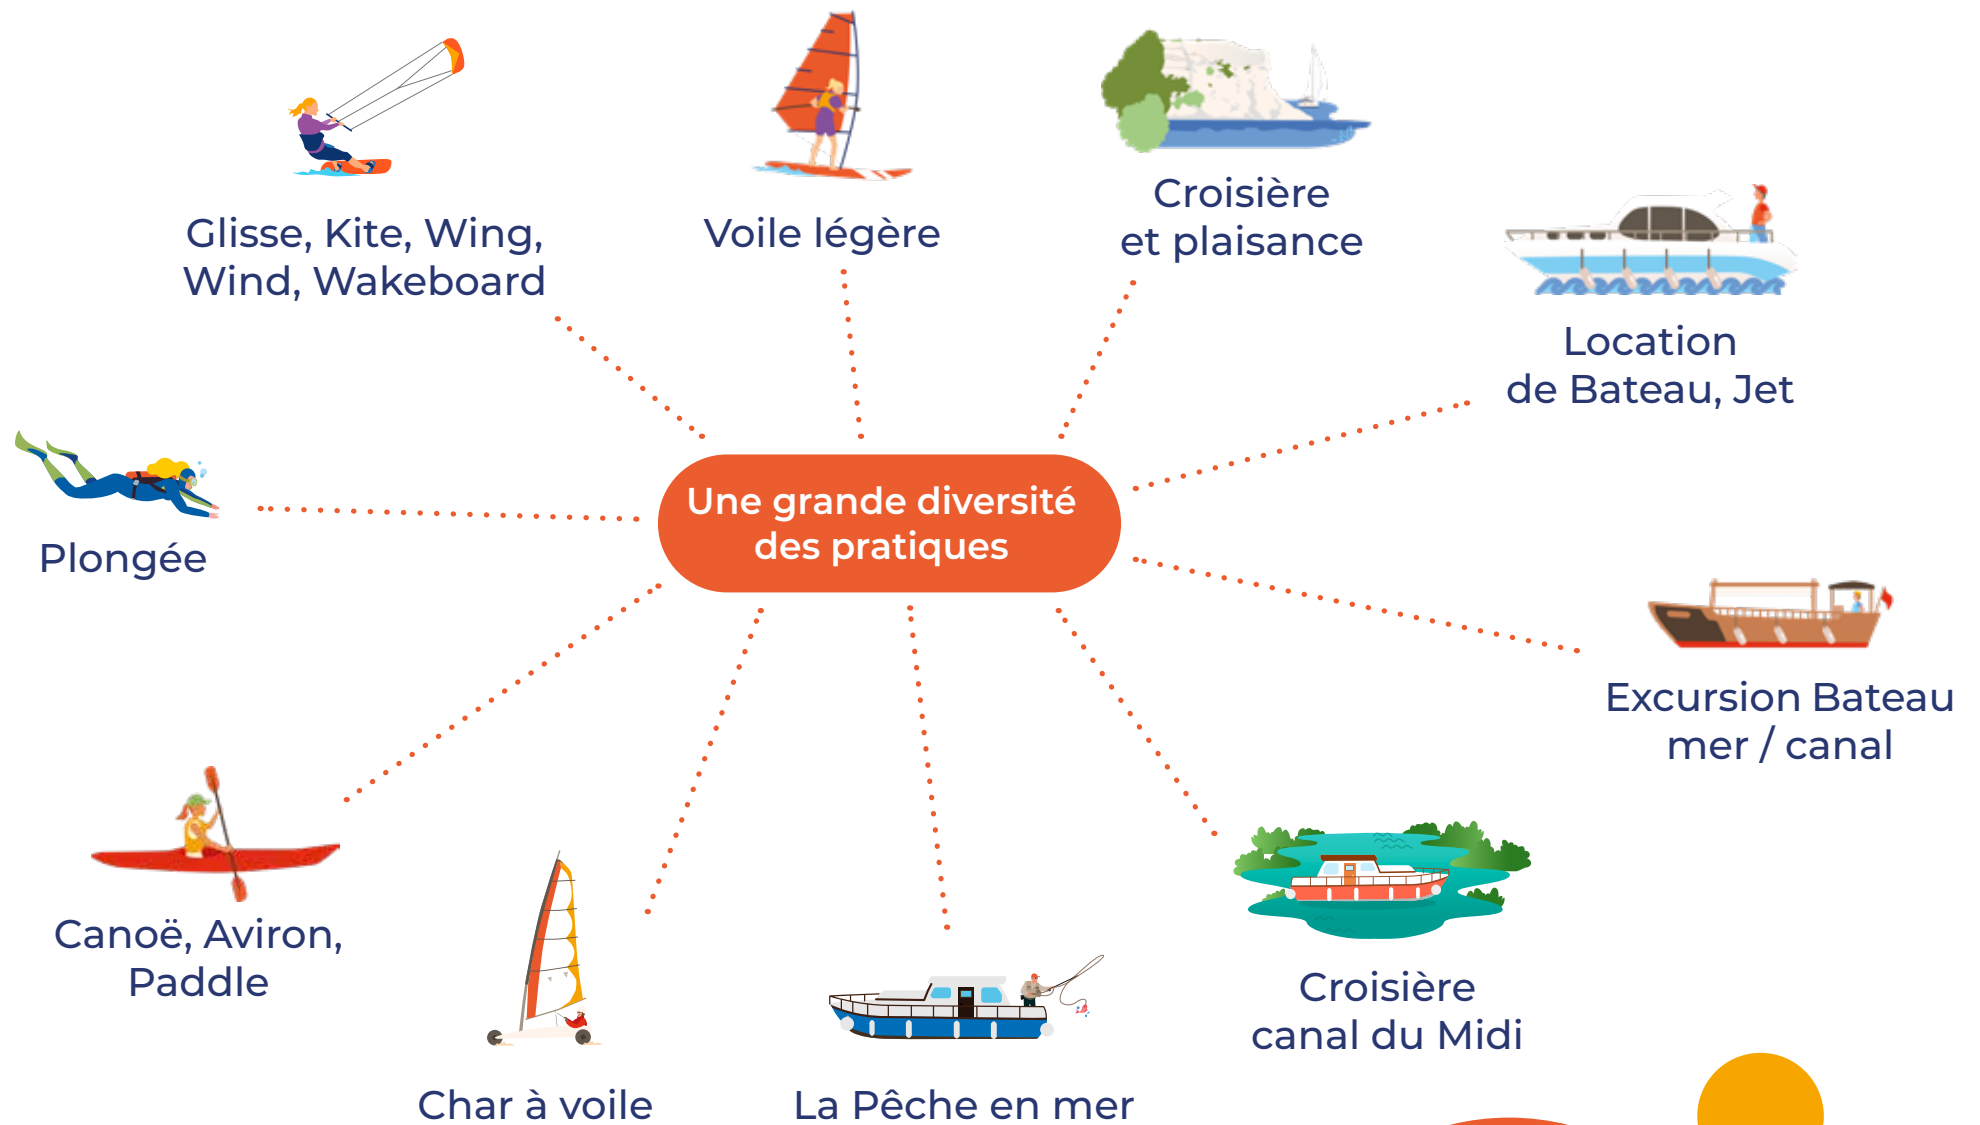 Glisse, Kite, Wing,
Wind, Wakeboard
Voile légère
Croisière
et plaisance
Location
de Bateau, Jet
Une grande diversité
des pratiques
Plongée
Excursion Bateau
mer / canal
Canoë, Aviron,
Paddle
Croisière
canal du Midi
Char à voile
La Pêche en mer